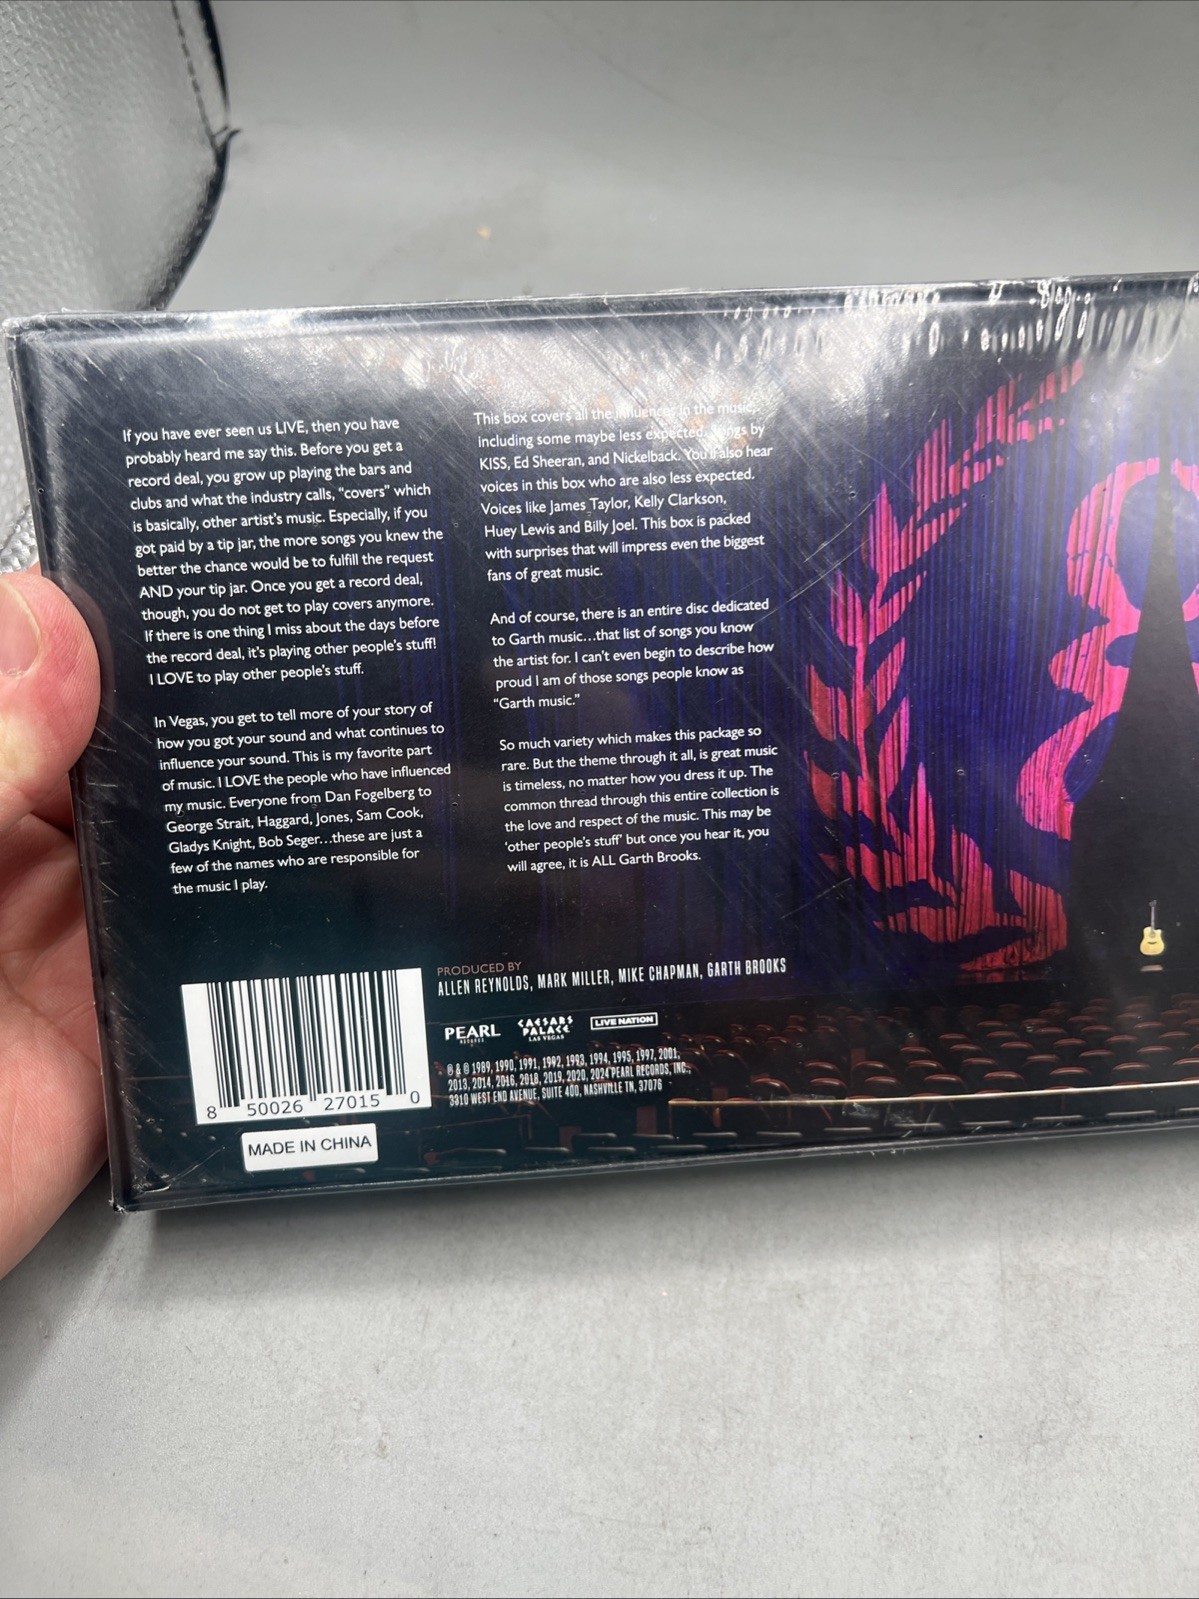 If you have ever seen us LIVE, then you have
probably heard me say this. Before you get a
record deal, you grow up playing the bars and
clubs and what the industry calls, “covers” which
is basically, other artist's music. Especially, if you
got paid by a tip jar, the more songs you knew the
better the chance would be to fulfill the request
AND your tip jar. Once you get a record deal,
though, you do not get to play covers anymore.
If there is one thing I miss about the days before
the record deal, it's playing other people's stuff!
I LOVE to play other people's stuff.
In Vegas, you get to tell more of your story of
how you got your sound and what continues to
influence your sound. This is my favorite part
of music. I LOVE the people who have influenced
my music. Everyone from Dan Fogelberg to
George Strait, Haggard, Jones, Sam Cook,
Gladys Knight, Bob Seger...these are just a
few of the names who are responsible for
the music I play.
This box covers all the influences in the music,
including some maybe less expected. Songs by
KISS, Ed Sheeran, and Nickelback. You'll also hear
voices in this box who are also less expected.
Voices like James Taylor, Kelly Clarkson,
Huey Lewis and Billy Joel. This box is packed
with surprises that will impress even the biggest
fans of great music.
And of course, there is an entire disc dedicated
to Garth music...that list of songs you know
the artist for. I can't even begin to describe how
proud I am of those songs people know as
“Garth music.”
So much variety which makes this package so
rare. But the theme through it all, is great music
is timeless, no matter how you dress it up. The
common thread through this entire collection is
the love and respect of the music. This may be
‘other people's stuff’ but once you hear it, you
will agree, it is ALL Garth Brooks.
PRODUCED BY
ALLEN REYNOLDS, MARK MILLER, MIKE CHAPMAN, GARTH BROOKS
PEARL
RECORDS
CAESARS
PALACE
LAS VEGAS
LIVE NATION
℗ & © 1989, 1990, 1991, 1992, 1993, 1994, 1995, 1997, 2001,
2013, 2014, 2016, 2018, 2019, 2020, 2024 PEARL RECORDS, INC.,
3310 WEST END AVENUE, SUITE 400, NASHVILLE TN, 37076
8 50026 27015 0
MADE IN CHINA